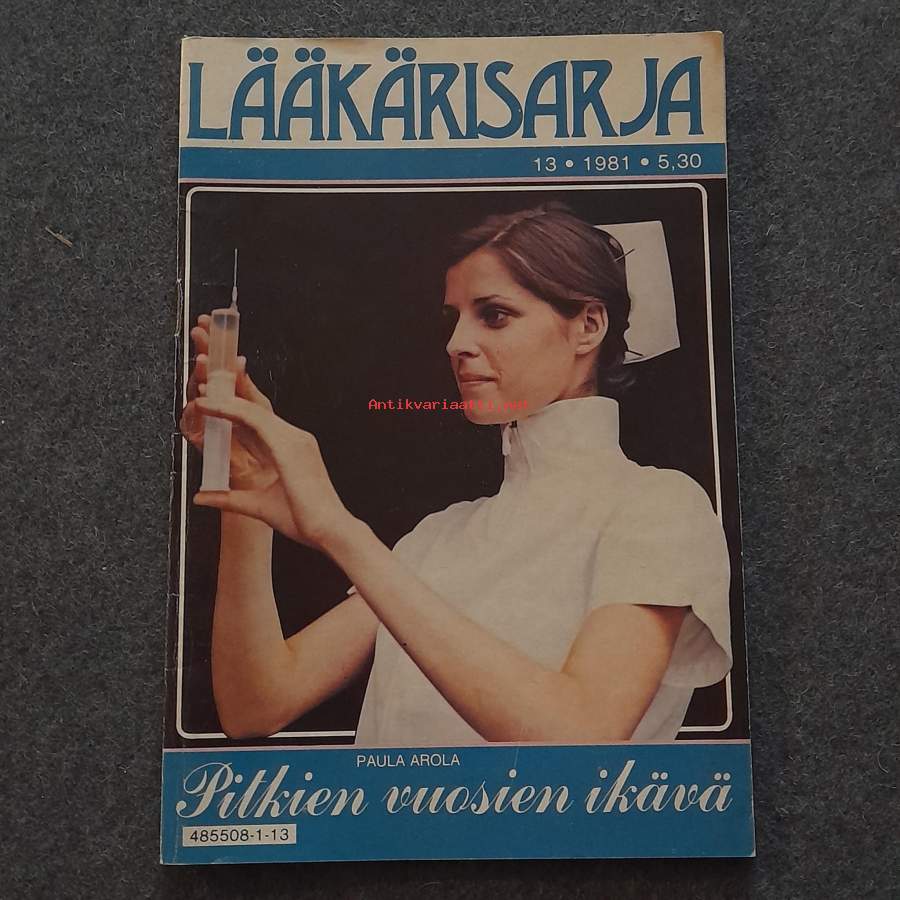 LÄÄKÄRISARJA
13 • 1981 • 5,30
Antikvariaatti.net
PAULA AROLA
Pitkien vuosien ikävä
485508-1-13